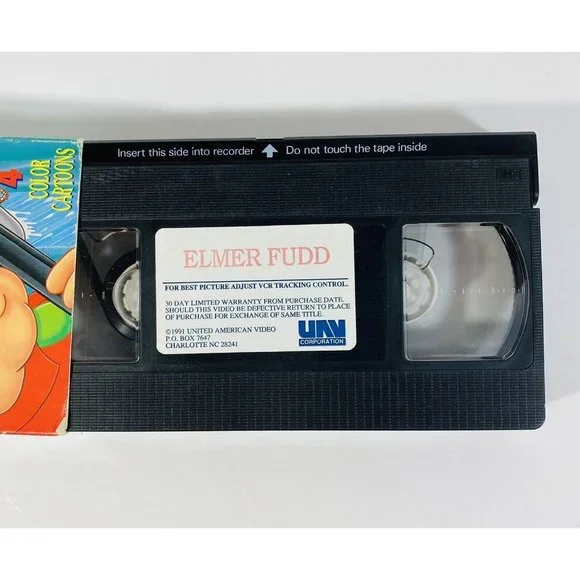 Insert this side into recorder ⬆ Do not touch the tape inside
4
COLOR
CARTOONS
ELMER FUDD
FOR BEST PICTURE ADJUST VCR TRACKING CONTROL.
30 DAY LIMITED WARRANTY FROM PURCHASE DATE.
SHOULD THIS VIDEO BE DEFECTIVE RETURN TO PLACE
OF PURCHASE FOR EXCHANGE OF SAME TITLE.
©1991 UNITED AMERICAN VIDEO
P.O. BOX 7647
CHARLOTTE NC 28241
UAV
CORPORATION